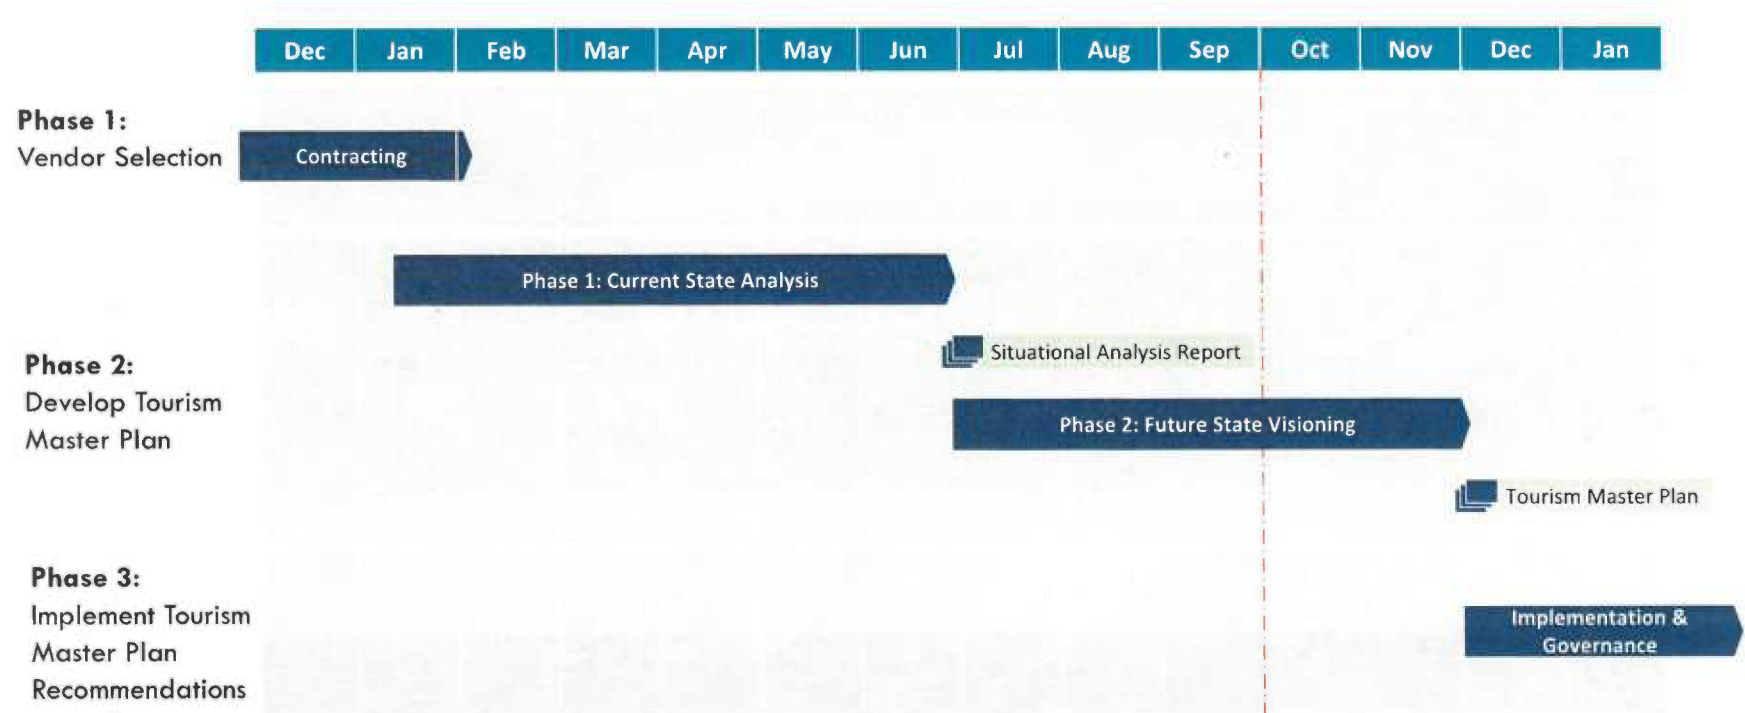 Dec Jan Feb Mar Apr May Jun Jul Aug Sep Oct Nov Dec Jan
Phase 1:
Vendor Selection
Contracting
Phase 1: Current State Analysis
Situational Analysis Report
Phase 2:
Develop Tourism
Master Plan
Phase 2: Future State Visioning
Tourism Master Plan
Phase 3:
Implement Tourism
Master Plan
Recommendations
Implementation &
Governance